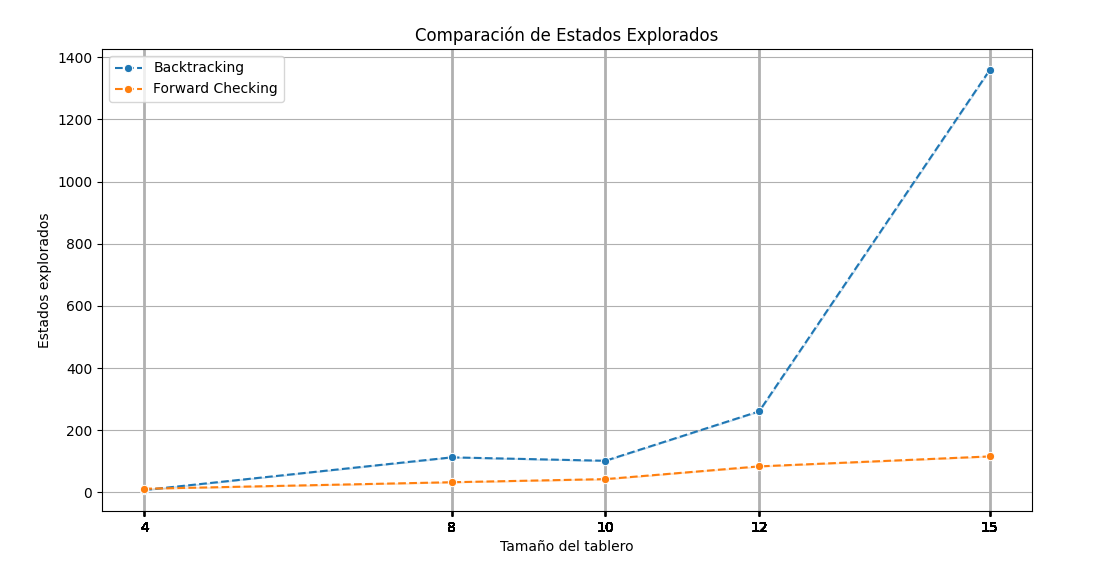 Comparación de Estados Explorados
Backtracking
Forward Checking
1400
1200
1000
800
600
400
200
0
Estados explorados
4 8 10 12 15
Tamaño del tablero